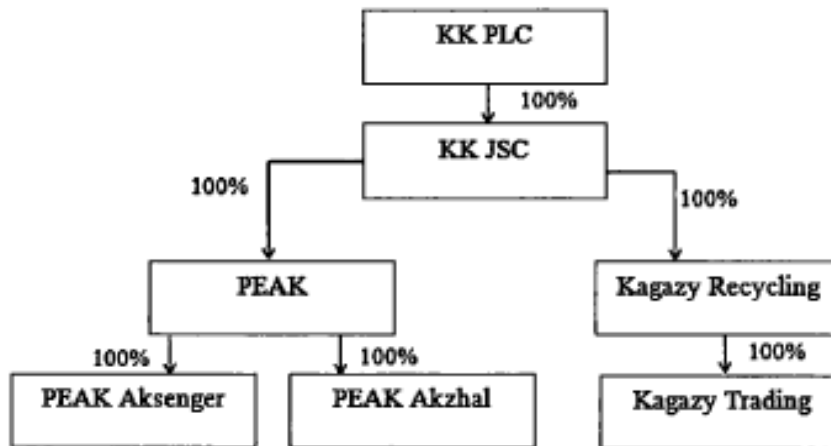 KK PLC
100%
KK JSC
100%
100%
PEAK
Kagazy Recycling
100%
100%
100%
PEAK Aksenger
PEAK Akzhal
Kagazy Trading